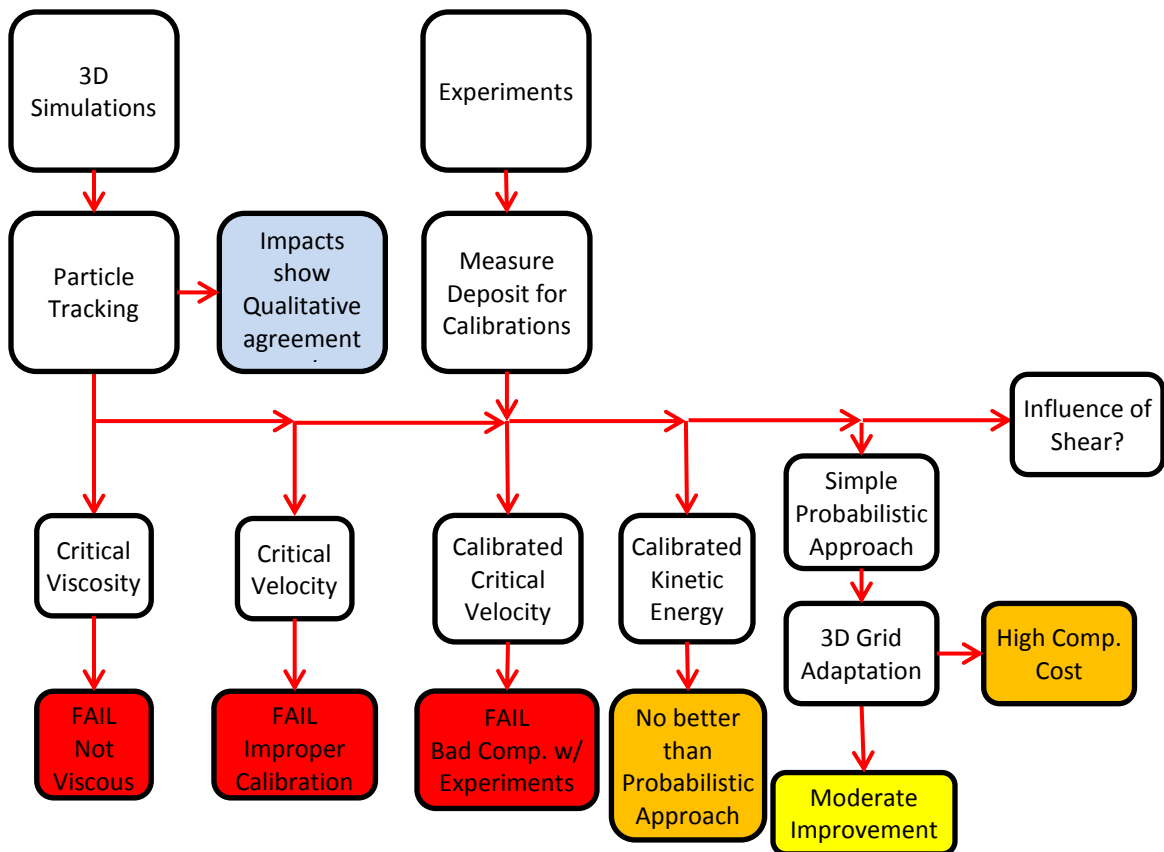 3D
Simulations
Experiments
Particle
Tracking
Impacts
show
Qualitative
agreement
Measure
Deposit for
Calibrations
Influence of
Shear?
Critical
Viscosity
Critical
Velocity
Calibrated
Critical
Velocity
Calibrated
Kinetic
Energy
Simple
Probabilistic
Approach
3D Grid
Adaptation
High Comp.
Cost
FAIL
Not
Viscous
FAIL
Improper
Calibration
FAIL
Bad Comp. w/
Experiments
No better
than
Probabilistic
Approach
Moderate
Improvement